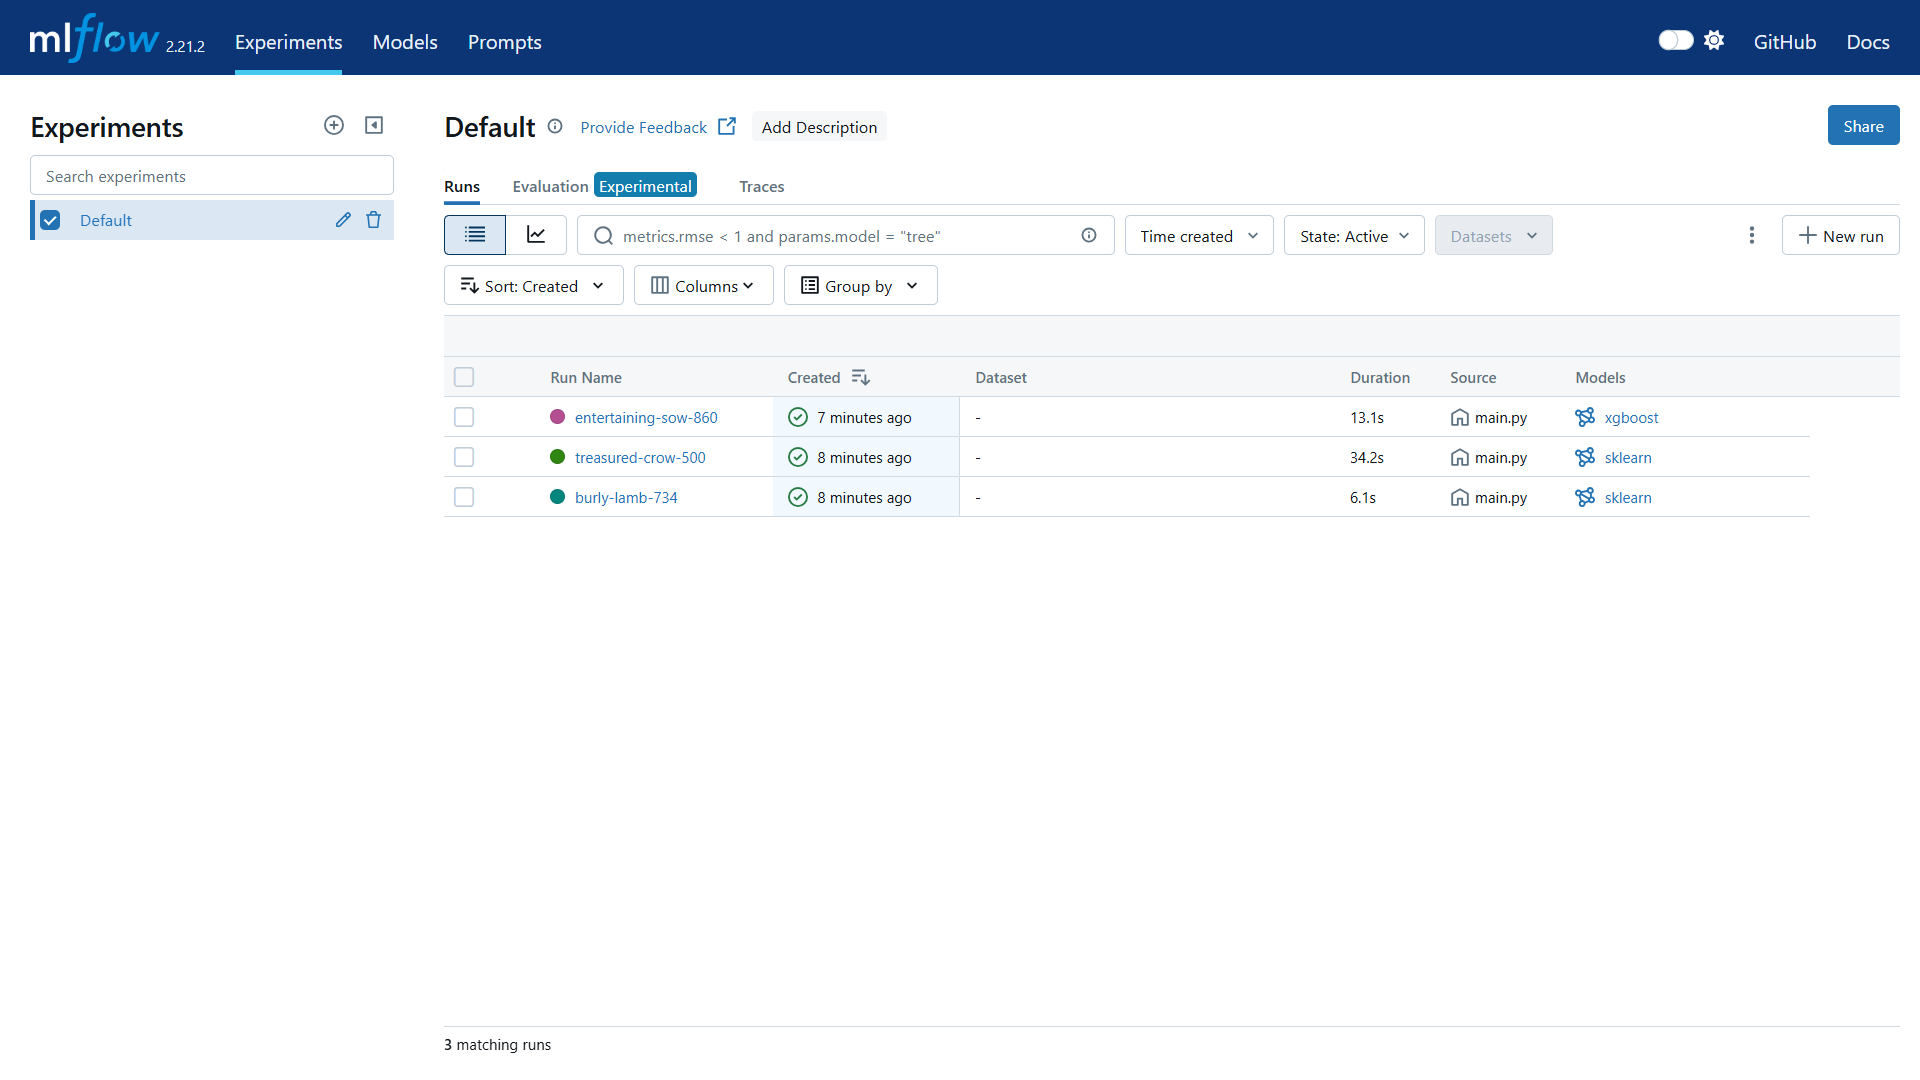 mlflow 2.21.2 Experiments Models Prompts GitHub Docs
Experiments
Search experiments
Default
Default Provide Feedback Add Description Share
Runs Evaluation Experimental Traces
metrics.rmse < 1 and params.model = "tree" Time created State: Active Datasets New run
Sort: Created Columns Group by
Run Name Created Dataset Duration Source Models
entertaining-sow-860 7 minutes ago - 13.1s main.py xgboost
treasured-crow-500 8 minutes ago - 34.2s main.py sklearn
burly-lamb-734 8 minutes ago - 6.1s main.py sklearn
3 matching runs